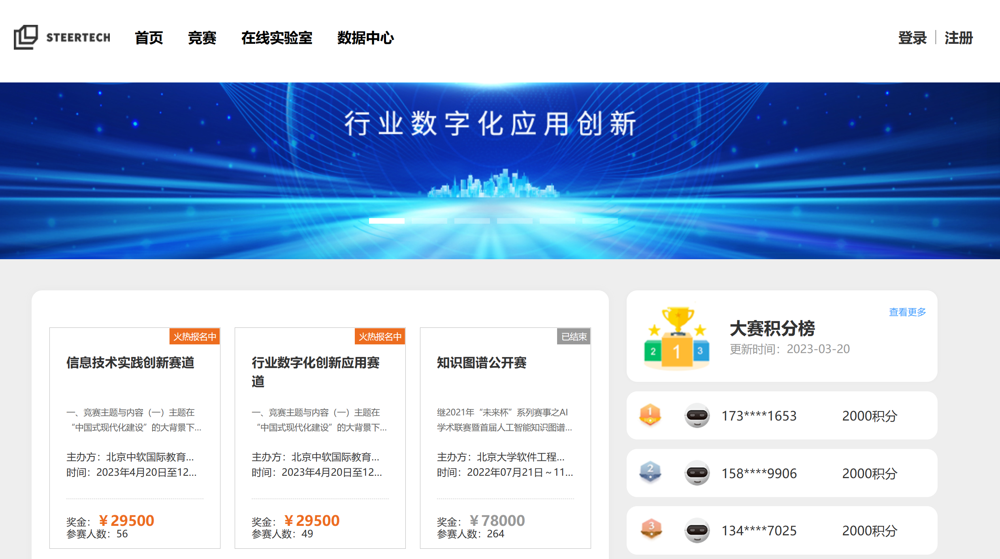 STEERTECH 首页 竞赛 在线实验室 数据中心 登录 注册
行业数字化应用创新
火热报名中
信息技术实践创新赛道
一、竞赛主题与内容（一）主题在
“中国式现代化建设”的大背景下...
主办方：北京中软国际教育...
时间：2023年4月20日至12...
奖金：￥29500
参赛人数：56
火热报名中
行业数字化创新应用赛
道
一、竞赛主题与内容（一）主题在
“中国式现代化建设”的大背景下...
主办方：北京中软国际教育...
时间：2023年4月20日至12...
奖金：￥29500
参赛人数：49
已结束
知识图谱公开赛
继2021年“未来杯”系列赛事之AI
学术联赛暨首届人工智能知识图谱...
主办方：北京大学软件工程...
时间：2022年07月21日～11...
奖金：￥78000
参赛人数：264
查看更多
大赛积分榜
更新时间：2023-03-20
2 1 3
1 173****1653 2000积分
2 158****9906 2000积分
3 134****7025 2000积分